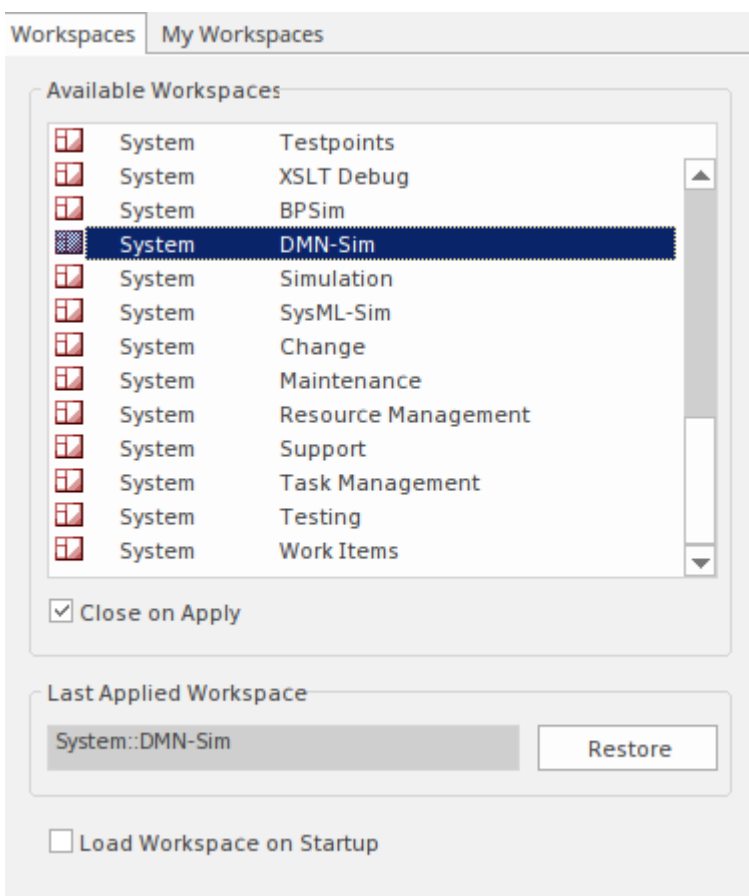 Workspaces My Workspaces
Available Workspaces
System Testpoints
System XSLT Debug
System BPSim
System DMN-Sim
System Simulation
System SysML-Sim
System Change
System Maintenance
System Resource Management
System Support
System Task Management
System Testing
System Work Items
Close on Apply
Last Applied Workspace
System::DMN-Sim Restore
Load Workspace on Startup